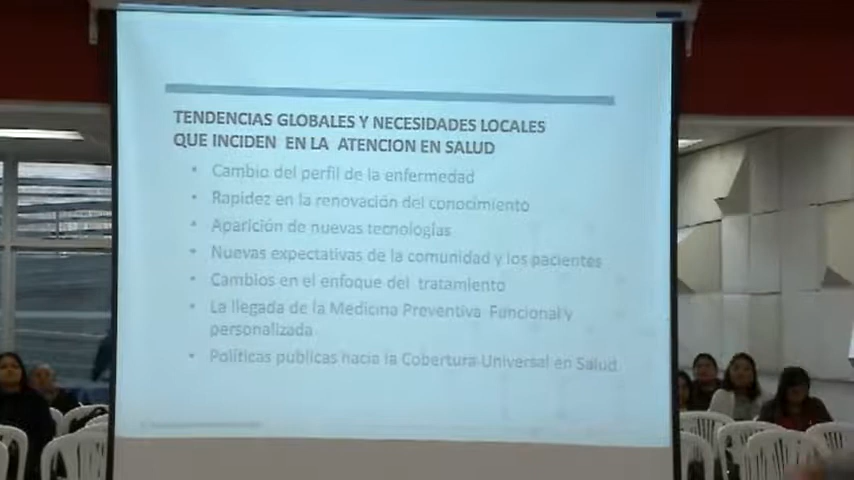 TENDENCIAS GLOBALES Y NECESIDADES LOCALES
QUE INCIDEN EN LA ATENCION EN SALUD
• Cambio del perfil de la enfermedad
• Rapidez en la renovación del conocimiento
• Aparición de nuevas tecnologías
• Nuevas expectativas de la comunidad y los pacientes
• Cambios en el enfoque del tratamiento
• La llegada de la Medicina Preventiva Funcional y
personalizada
• Políticas publicas hacia la Cobertura Universal en Salud